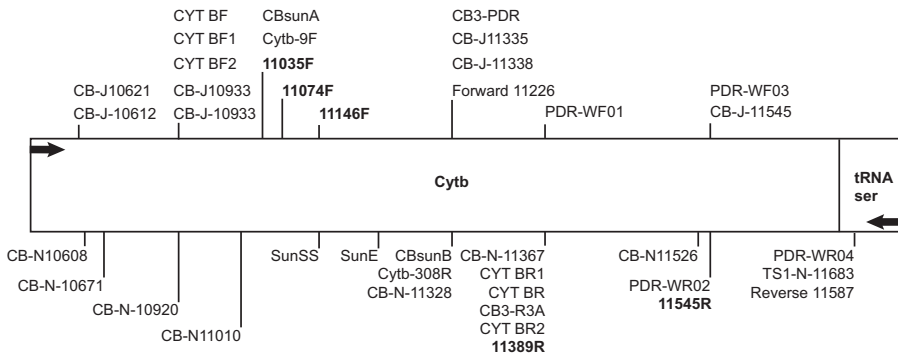 CYT BF CBsunA CB3-PDR
CYT BF1 Cytb-9F CB-J11335
CYT BF2 11035F CB-J-11338
CB-J10621 CB-J10933 11074F Forward 11226 PDR-WF03
CB-J-10612 CB-J-10933 11146F PDR-WF01 CB-J-11545
Cytb
tRNA
ser
CB-N10608 SunSS SunE CBsunB CB-N-11367 CB-N11526 PDR-WR04
CB-N-10671 Cytb-308R CYT BR1 PDR-WR02 TS1-N-11683
CB-N-10920 CB-N-11328 CYT BR 11545R Reverse 11587
CB-N11010 CB3-R3A
CYT BR2
11389R